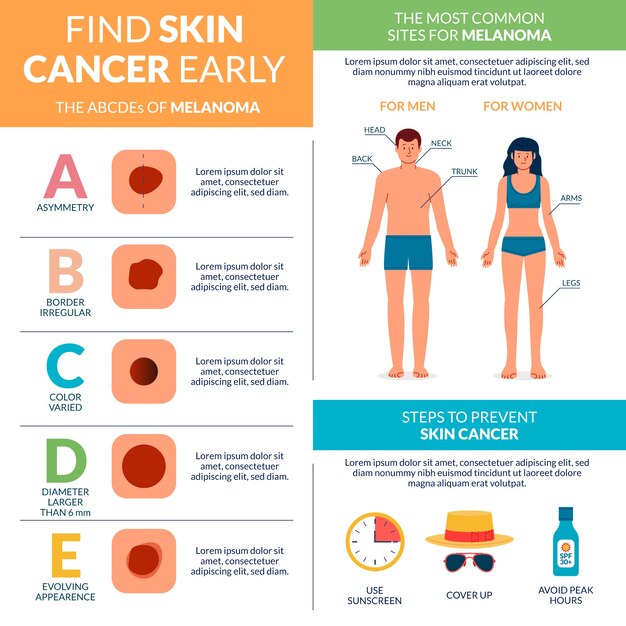 FIND SKIN
CANCER EARLY
THE ABCDEs OF MELANOMA
A
ASYMMETRY
Lorem ipsum dolor sit
amet, consectetuer
adipiscing elit, sed diam.
B
BORDER
IRREGULAR
Lorem ipsum dolor sit
amet, consectetuer
adipiscing elit, sed diam.
C
COLOR
VARIED
Lorem ipsum dolor sit
amet, consectetuer
adipiscing elit, sed diam.
D
DIAMETER
LARGER
THAN 6 mm
Lorem ipsum dolor sit
amet, consectetuer
adipiscing elit, sed diam.
E
EVOLVING
APPEARENCE
Lorem ipsum dolor sit
amet, consectetuer
adipiscing elit, sed diam.
THE MOST COMMON
SITES FOR MELANOMA
Lorem ipsum dolor sit amet, consectetuer adipiscing
elit, sed diam nonummy nibh euismod tincidunt ut
aliquam erat volutpat.
FOR MEN
FOR WOMEN
HEAD
NECK
BACK
TRUNK
ARMS
LEGS
STEPS TO PREVENT
SKIN CANCER
Lorem ipsum dolor sit amet, consectetuer adipiscing
elit, sed diam nonummy nibh euismod tincidunt ut
aliquam erat volutpat.
SPF
30+
USE
SUNSCREEN
COVER UP
AVOID PEAK
HOURS